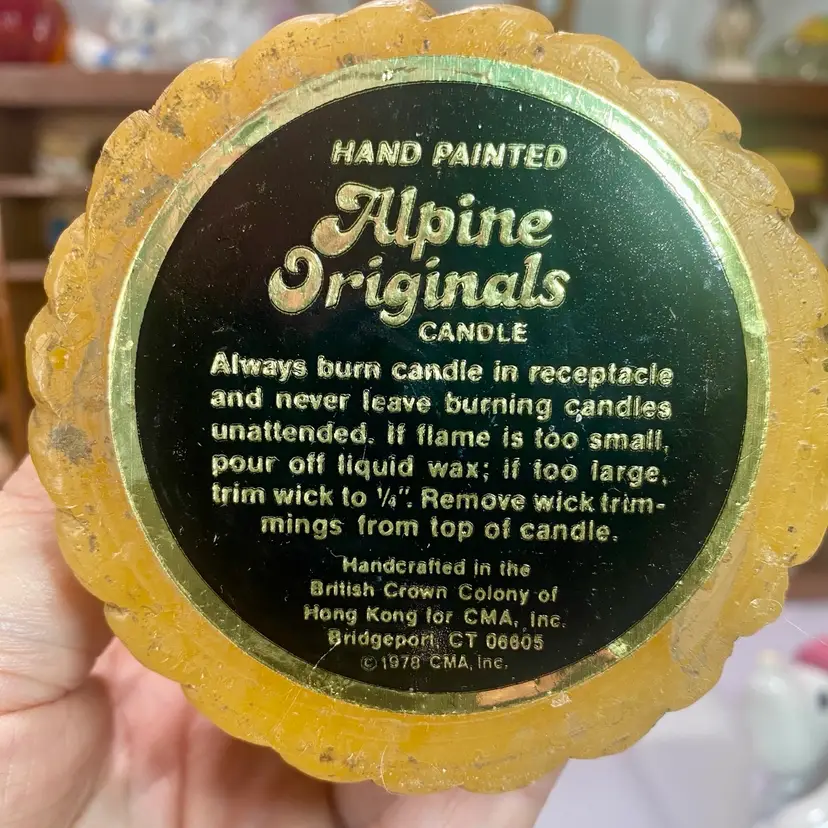 HAND PAINTED
Alpine
Originals
CANDLE
Always burn candle in receptacle
and never leave burning candles
unattended. If flame is too small,
pour off liquid wax; if too large,
trim wick to ¼". Remove wick trim-
mings from top of candle.
Handcrafted in the
British Crown Colony of
Hong Kong for CMA, Inc.
Bridgeport, CT 06605
© 1978 CMA, Inc.